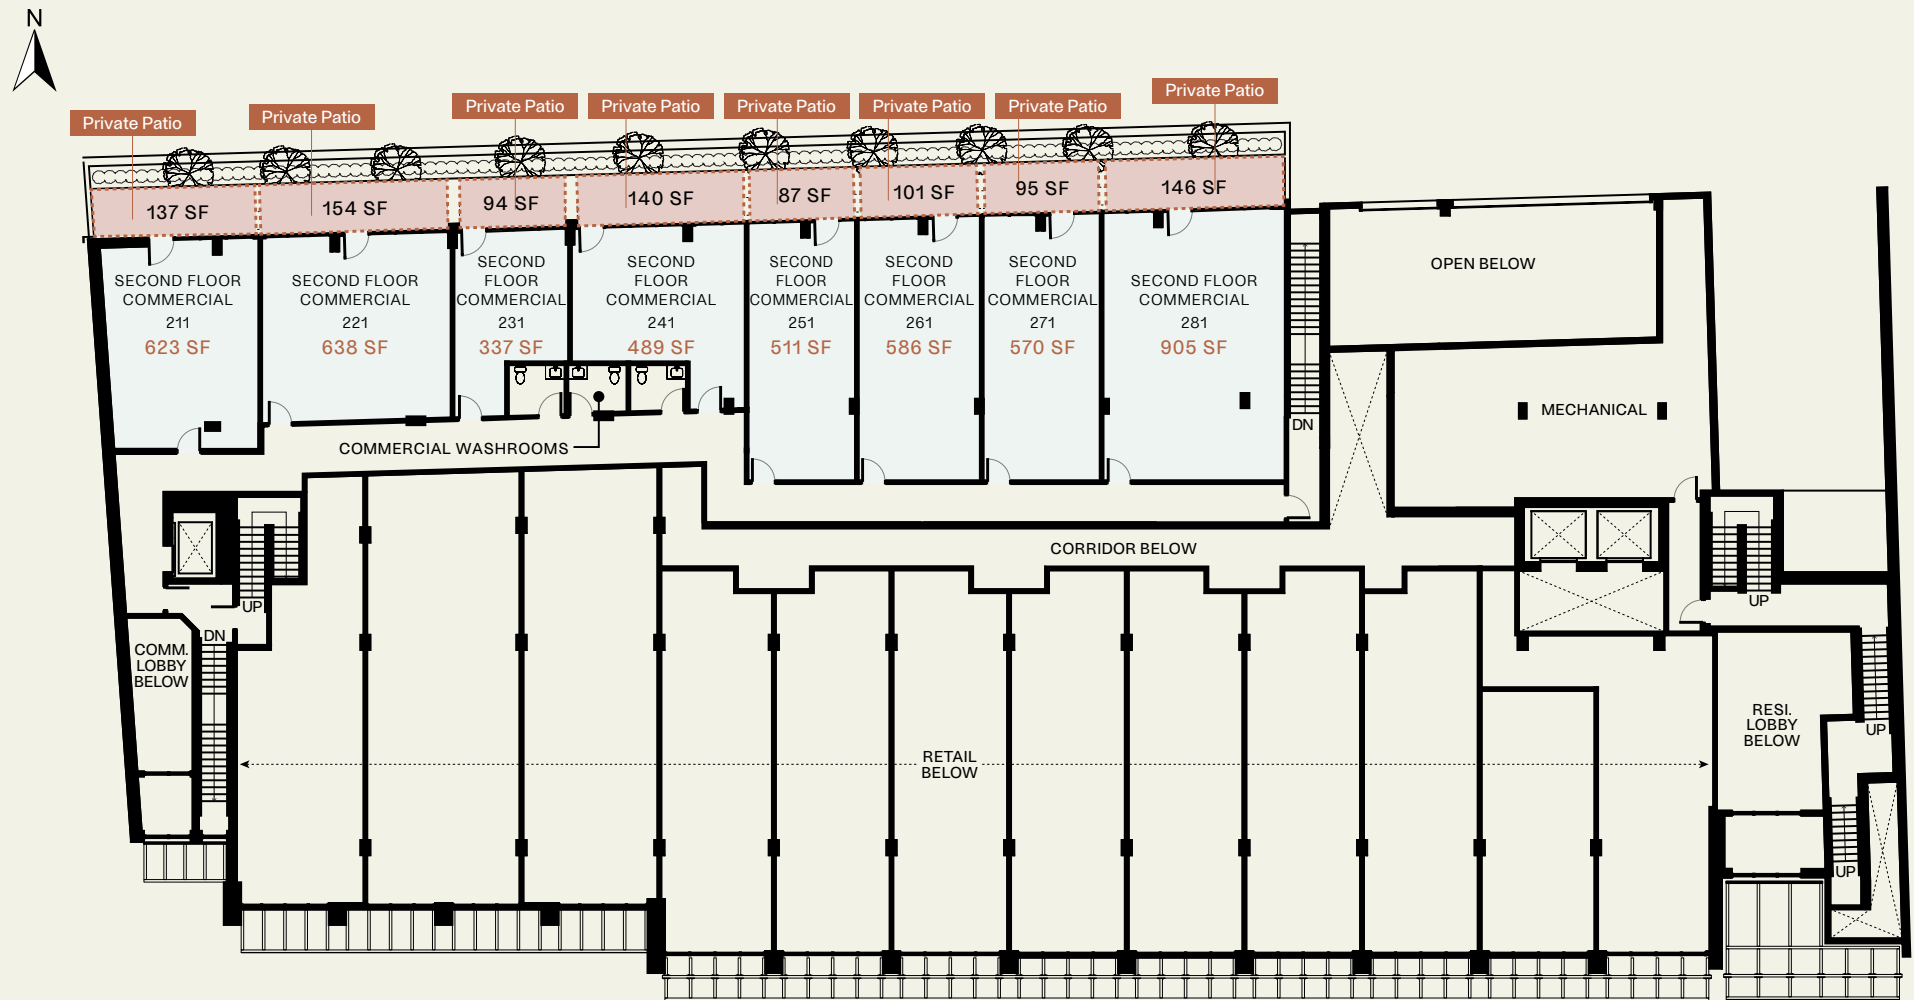 N
Private Patio
Private Patio
Private Patio
Private Patio
Private Patio
Private Patio
Private Patio
Private Patio
137 SF
154 SF
94 SF
140 SF
87 SF
101 SF
95 SF
146 SF
SECOND FLOOR
COMMERCIAL
211
623 SF
SECOND FLOOR
COMMERCIAL
221
638 SF
SECOND
FLOOR
COMMERCIAL
231
337 SF
SECOND
FLOOR
COMMERCIAL
241
489 SF
SECOND
FLOOR
COMMERCIAL
251
511 SF
SECOND
FLOOR
COMMERCIAL
261
586 SF
SECOND
FLOOR
COMMERCIAL
271
570 SF
SECOND FLOOR
COMMERCIAL
281
905 SF
OPEN BELOW
MECHANICAL
DN
COMMERCIAL WASHROOMS
CORRIDOR BELOW
UP
DN
COMM.
LOBBY
BELOW
UP
RESI.
LOBBY
BELOW
UP
RETAIL
BELOW
UP